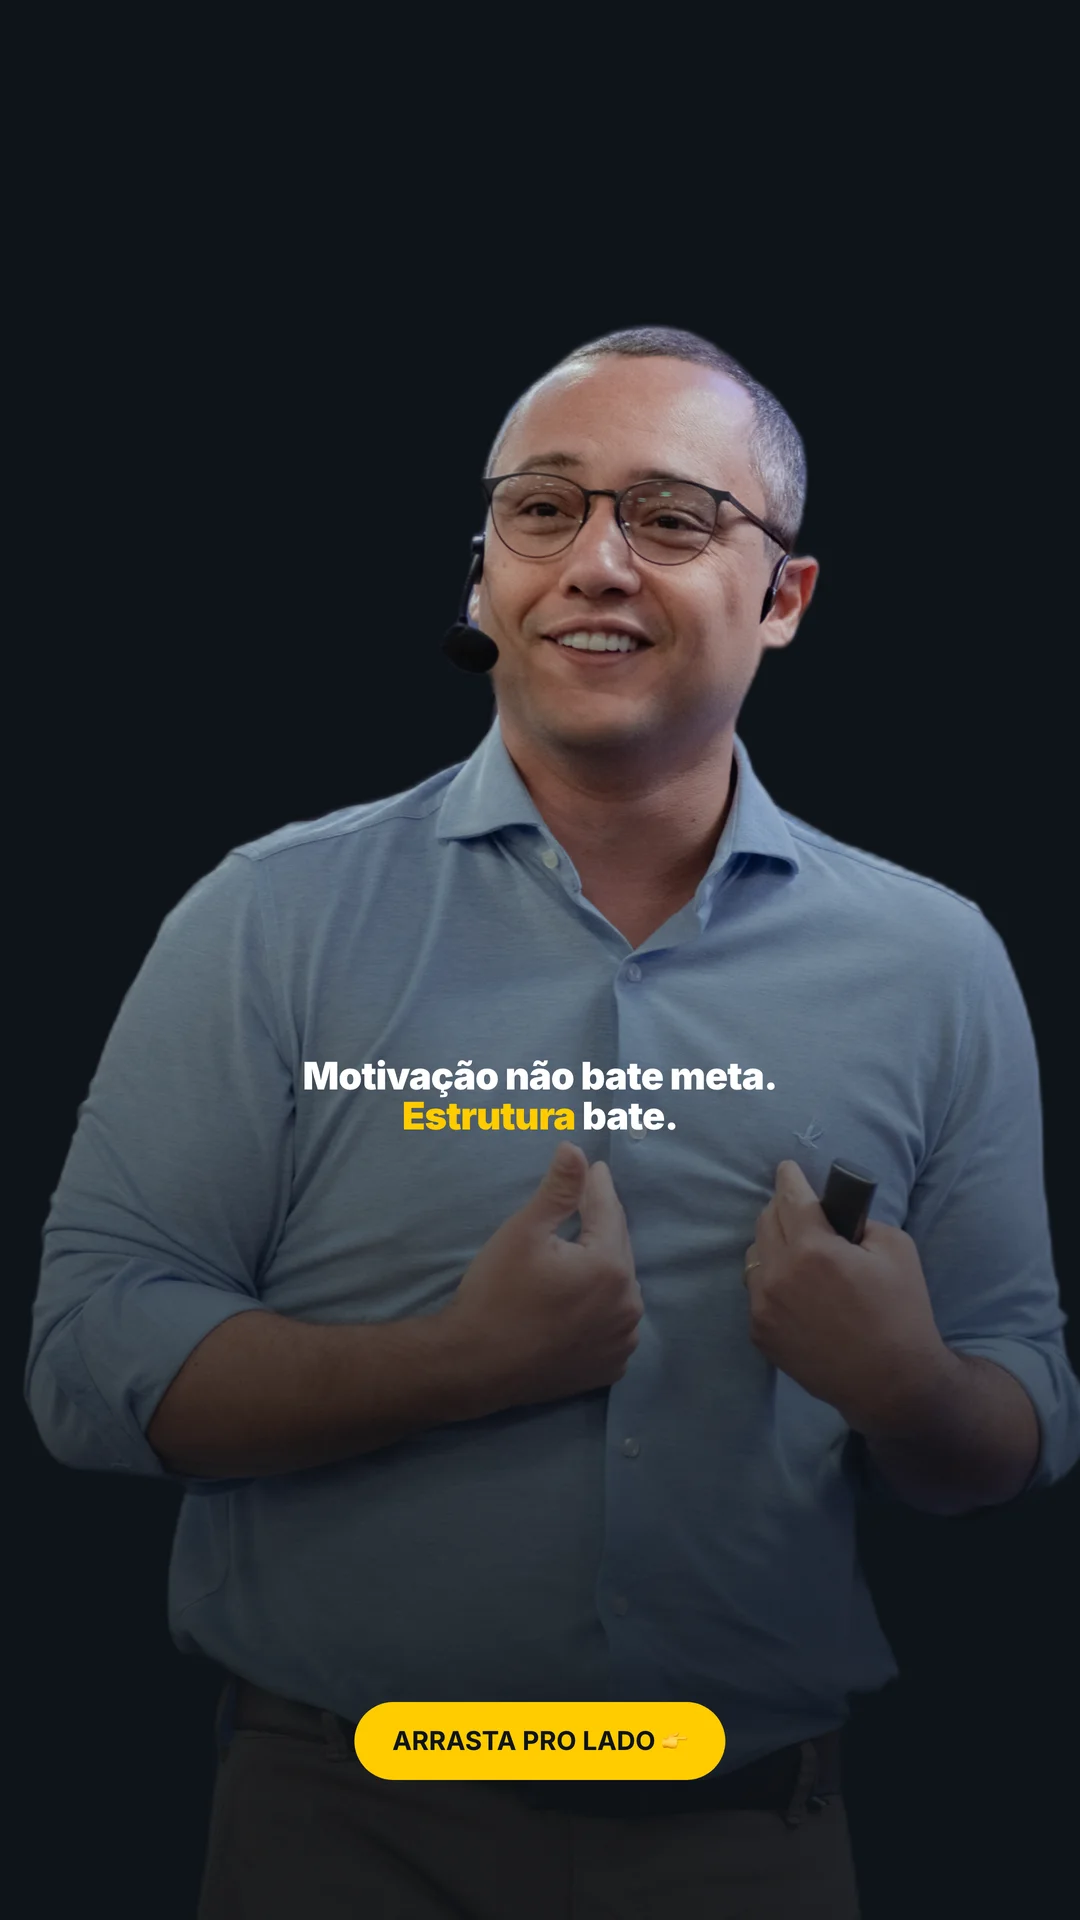 Motivação não bate meta.
Estrutura bate.
ARRASTA PRO LADO 👉